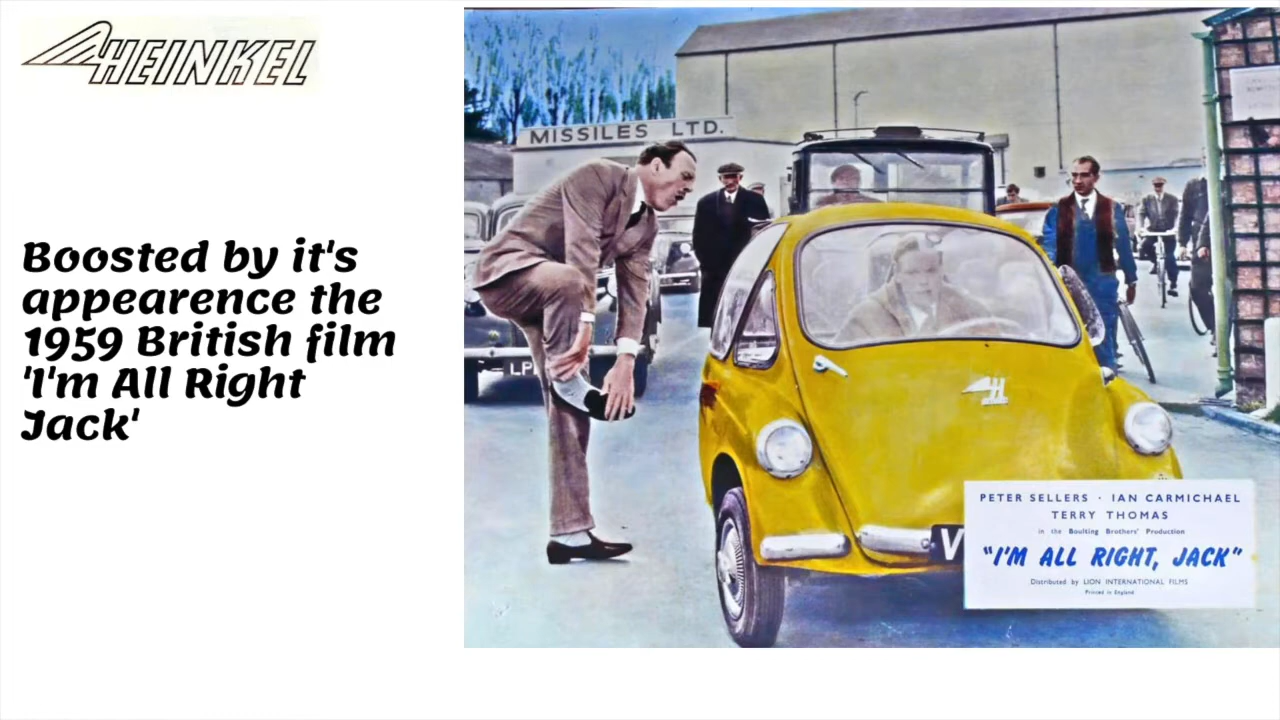 HEINKEL
Boosted by it's
appearence the
1959 British film
'I'm All Right
Jack'
MISSILES LTD.
LP
H
V
PETER SELLERS · IAN CARMICHAEL
TERRY THOMAS
in the Boulting Brothers' Production
"I'M ALL RIGHT, JACK"
Distributed by LION INTERNATIONAL FILMS
Printed in England